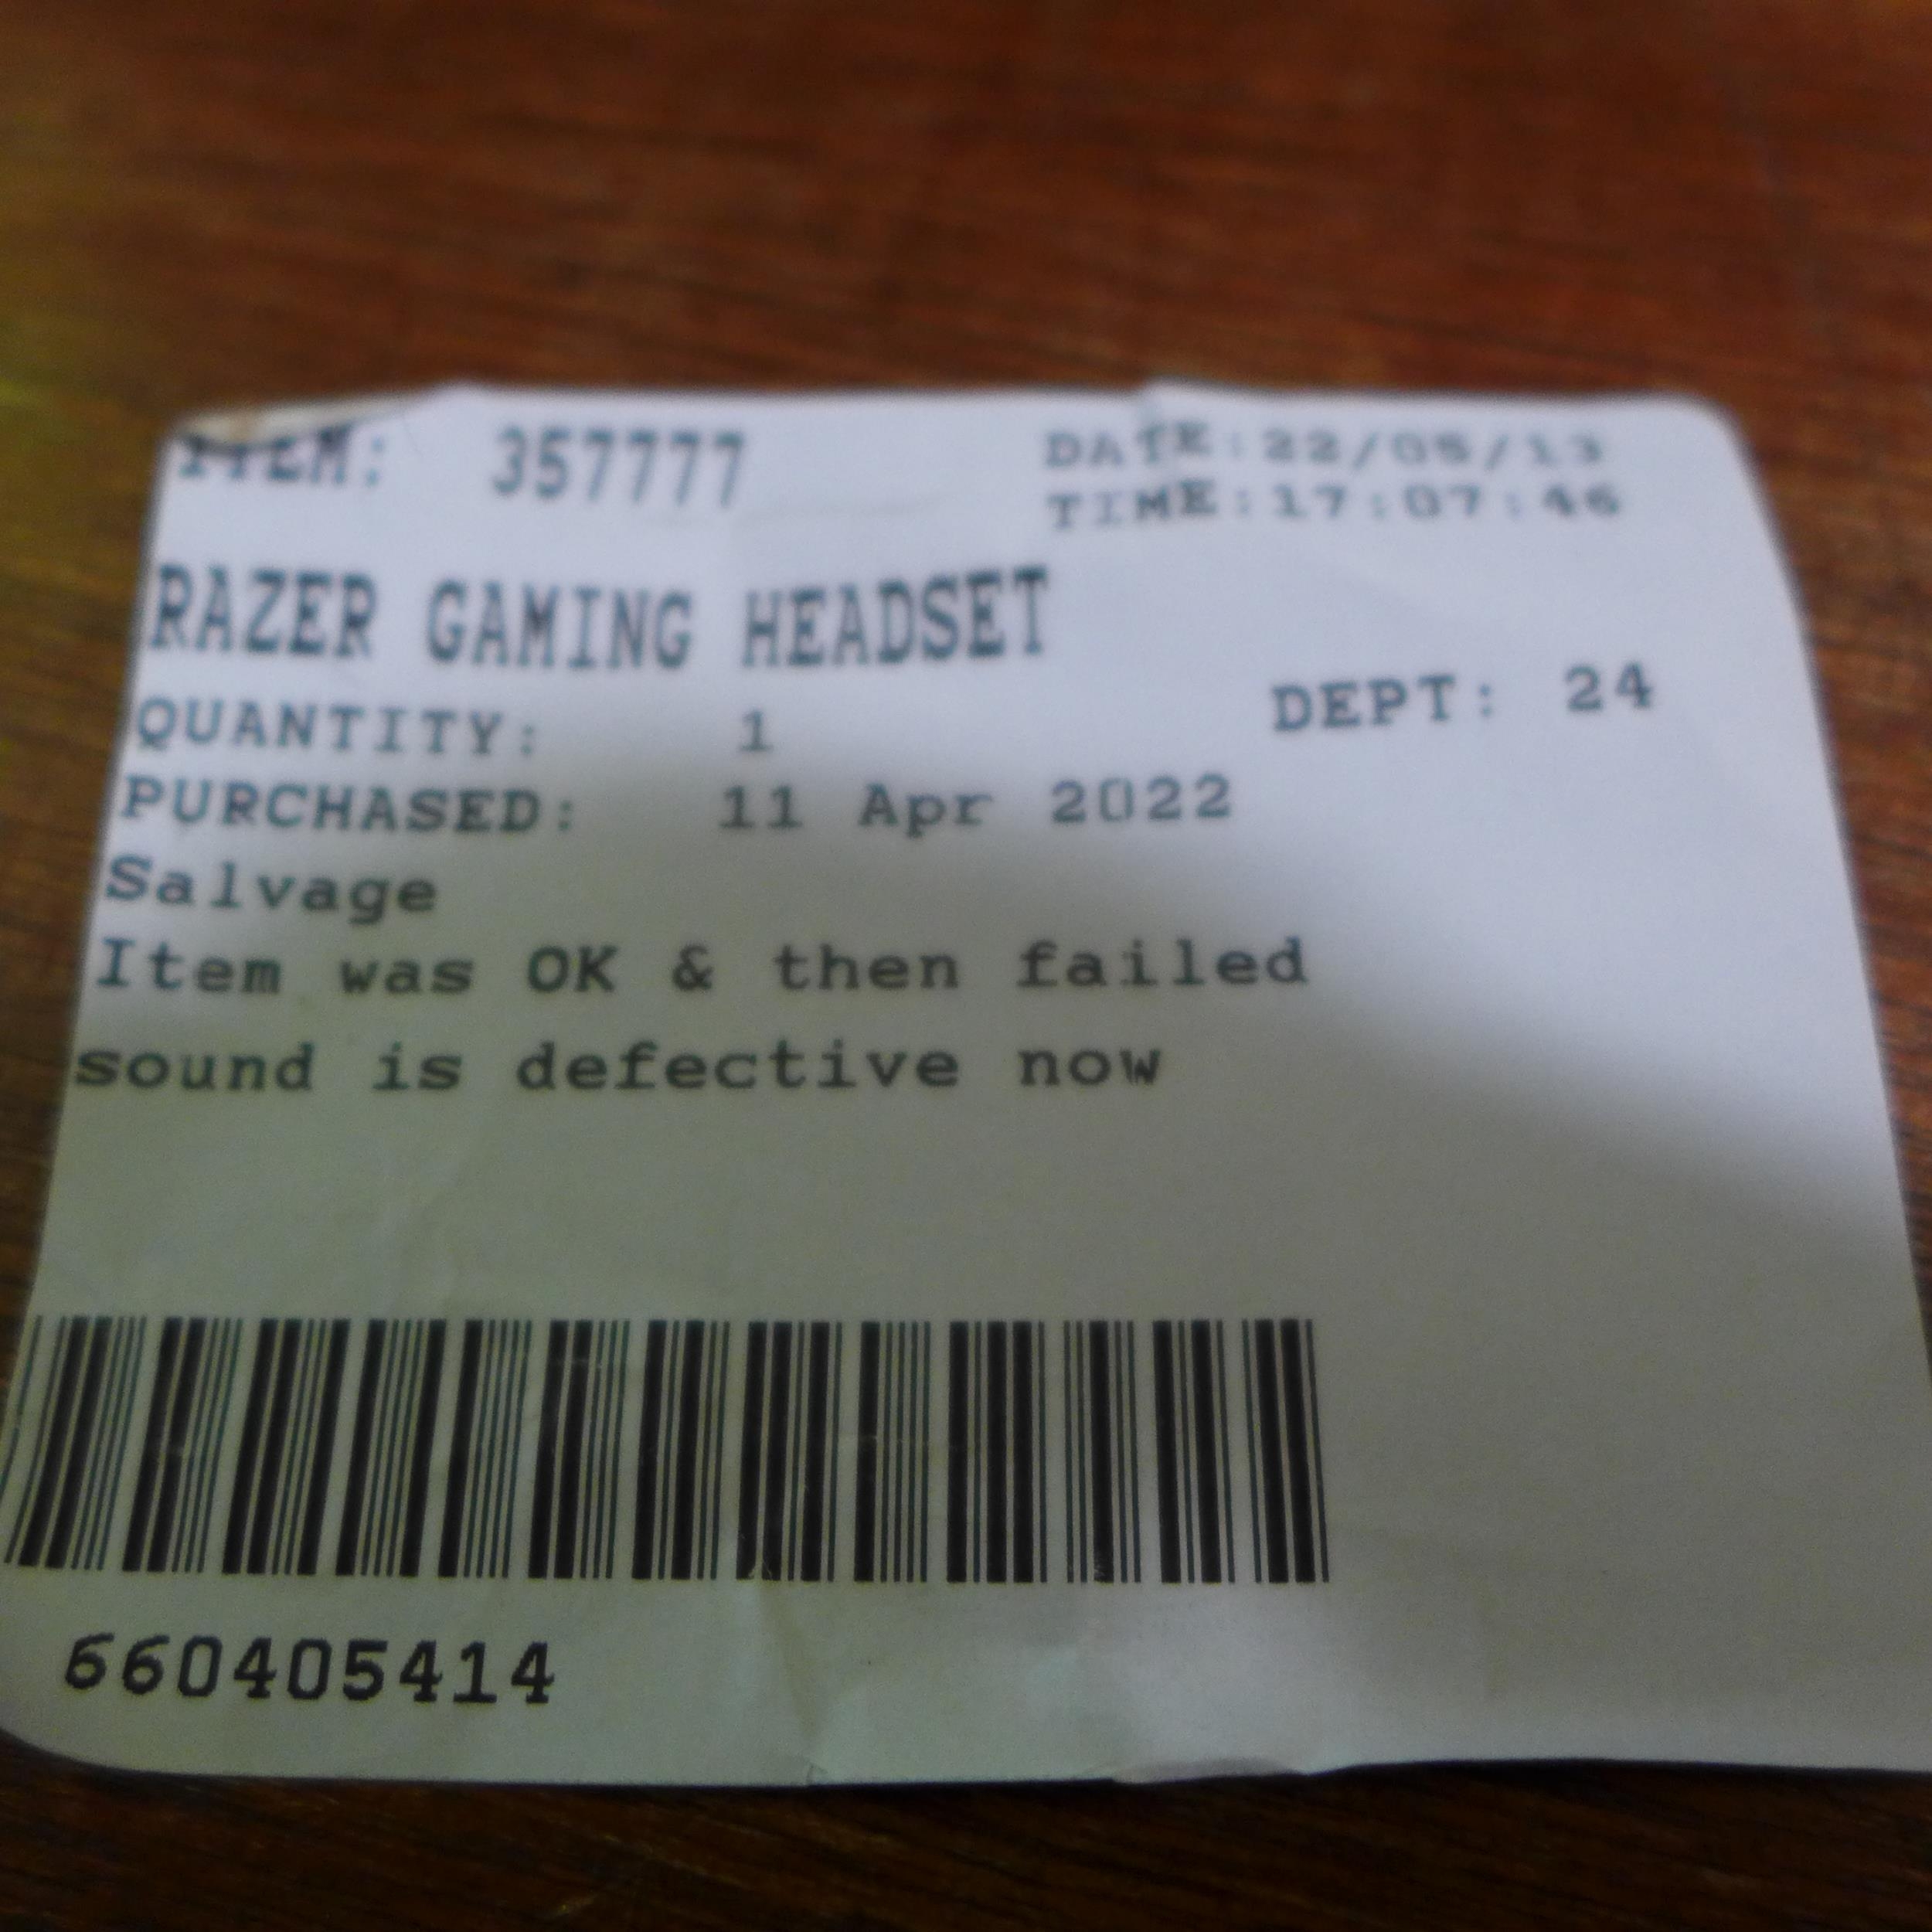 ITEM: 357777
DATE:22/05/13
TIME:17:07:46
RAZER GAMING HEADSET
DEPT: 24
QUANTITY: 1
PURCHASED: 11 Apr 2022
Salvage
Item was OK & then failed
sound is defective now
660405414